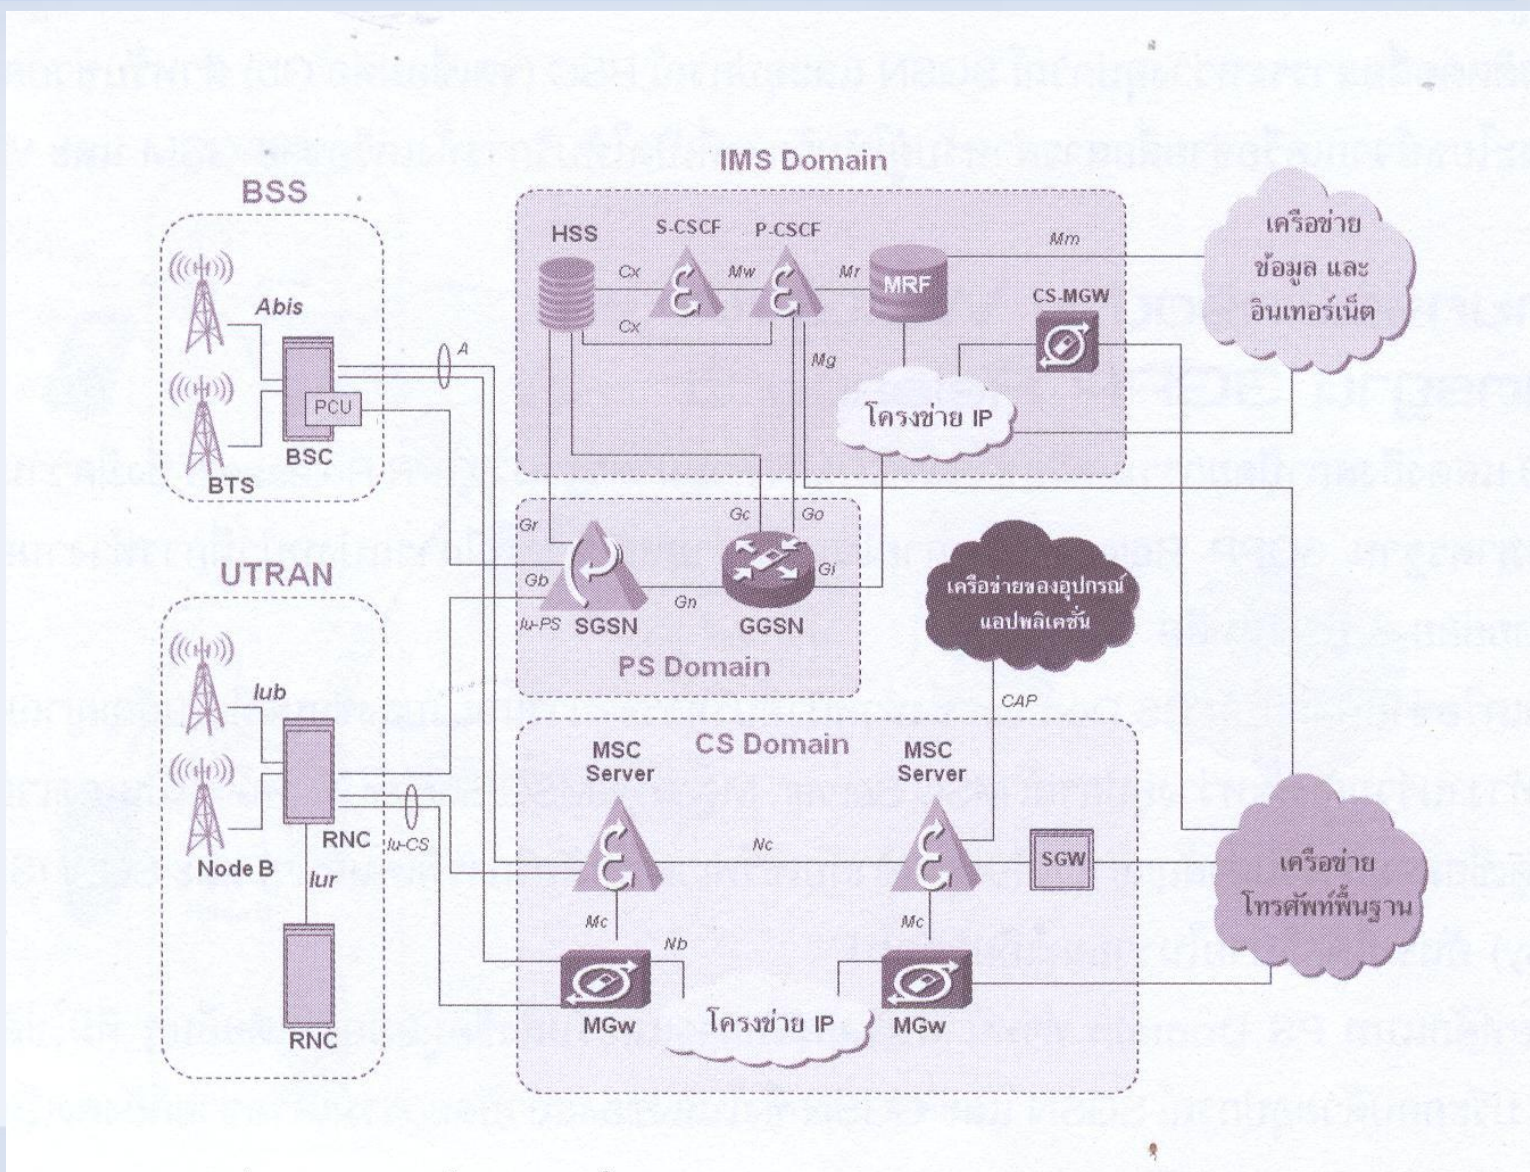 IMS Domain
BSS
HSS
S-CSCF
P-CSCF
Cx
Mw
Mr
MRF
Mm
CS-MGW
Cx
Mg
เครือข่าย
ข้อมูล และ
อินเทอร์เน็ต
Abis
A
PCU
BSC
BTS
โครงข่าย IP
Gr
Gc
Go
Gb
Gn
Gi
Iu-PS
SGSN
GGSN
PS Domain
เครือข่ายของอุปกรณ์
แอปพลิเคชั่น
CAP
UTRAN
Iub
RNC
Iu-CS
Node B
Iur
RNC
CS Domain
MSC
Server
MSC
Server
Nc
SGW
Mc
Mc
Nb
MGw
โครงข่าย IP
MGw
เครือข่าย
โทรศัพท์พื้นฐาน